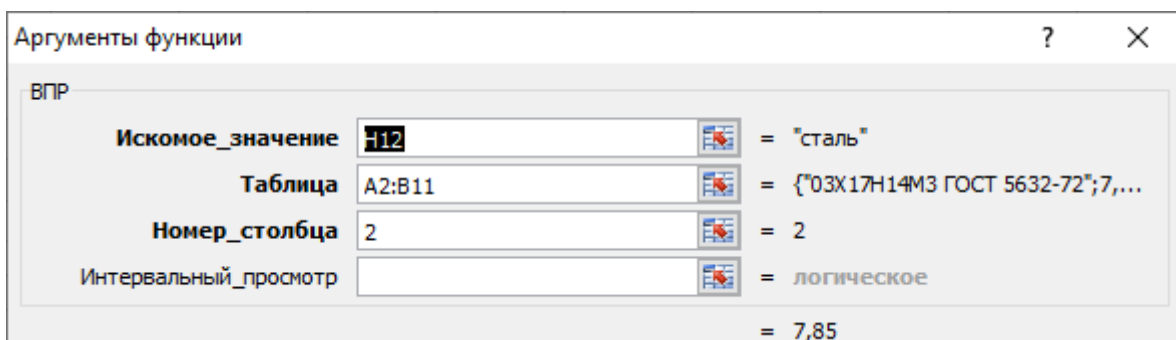 Аргументы функции ? ×
ВПР
Искомое_значение H12 = "сталь"
Таблица A2:B11 = {"03Х17Н14М3 ГОСТ 5632-72";7,...
Номер_столбца 2 = 2
Интервальный_просмотр = логическое
= 7,85